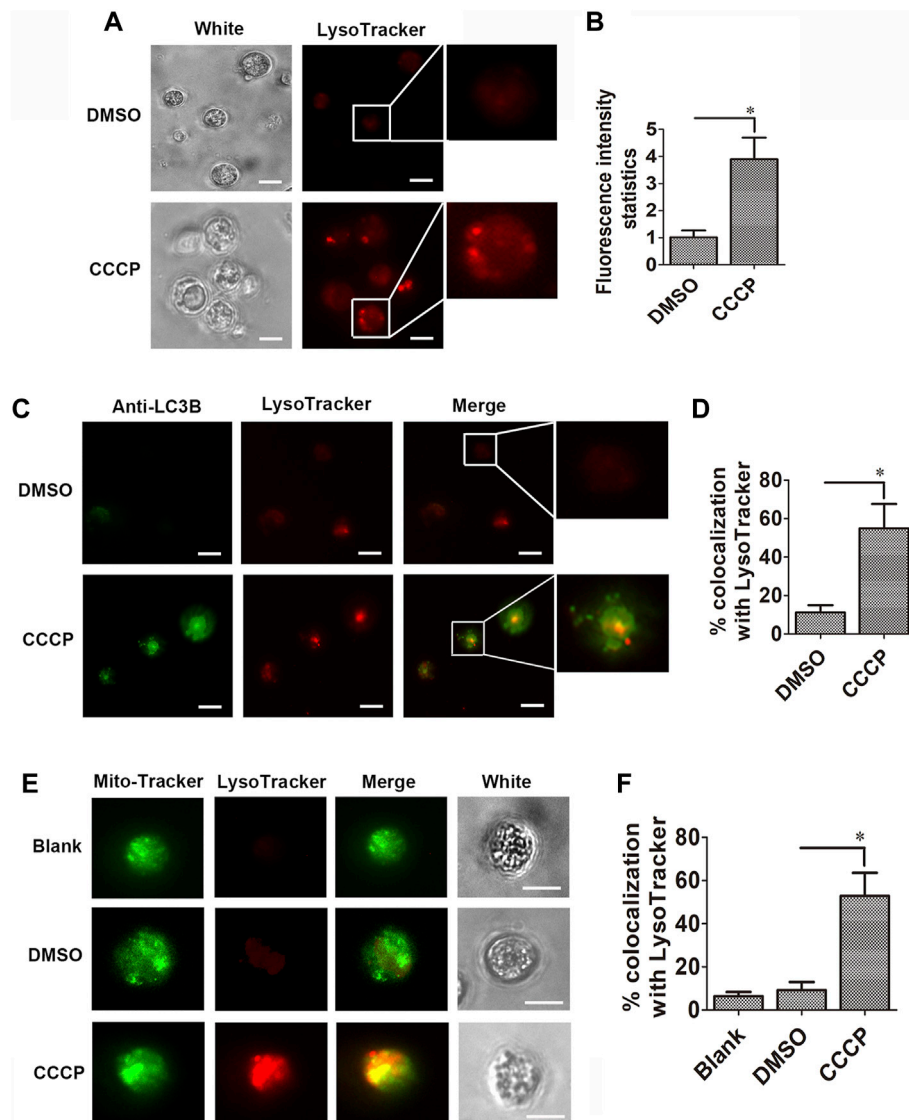 A
White
LysoTracker
DMSO
CCCP
B
*
Fluorescence intensity
statistics
5
4
3
2
1
0
DMSO
CCCP
C
Anti-LC3B
LysoTracker
Merge
DMSO
CCCP
D
*
% colocalization
with LysoTracker
80
60
40
20
0
DMSO
CCCP
E
Mito-Tracker
LysoTracker
Merge
White
Blank
DMSO
CCCP
F
*
% colocalization
with LysoTracker
80
60
40
20
0
Blank
DMSO
CCCP